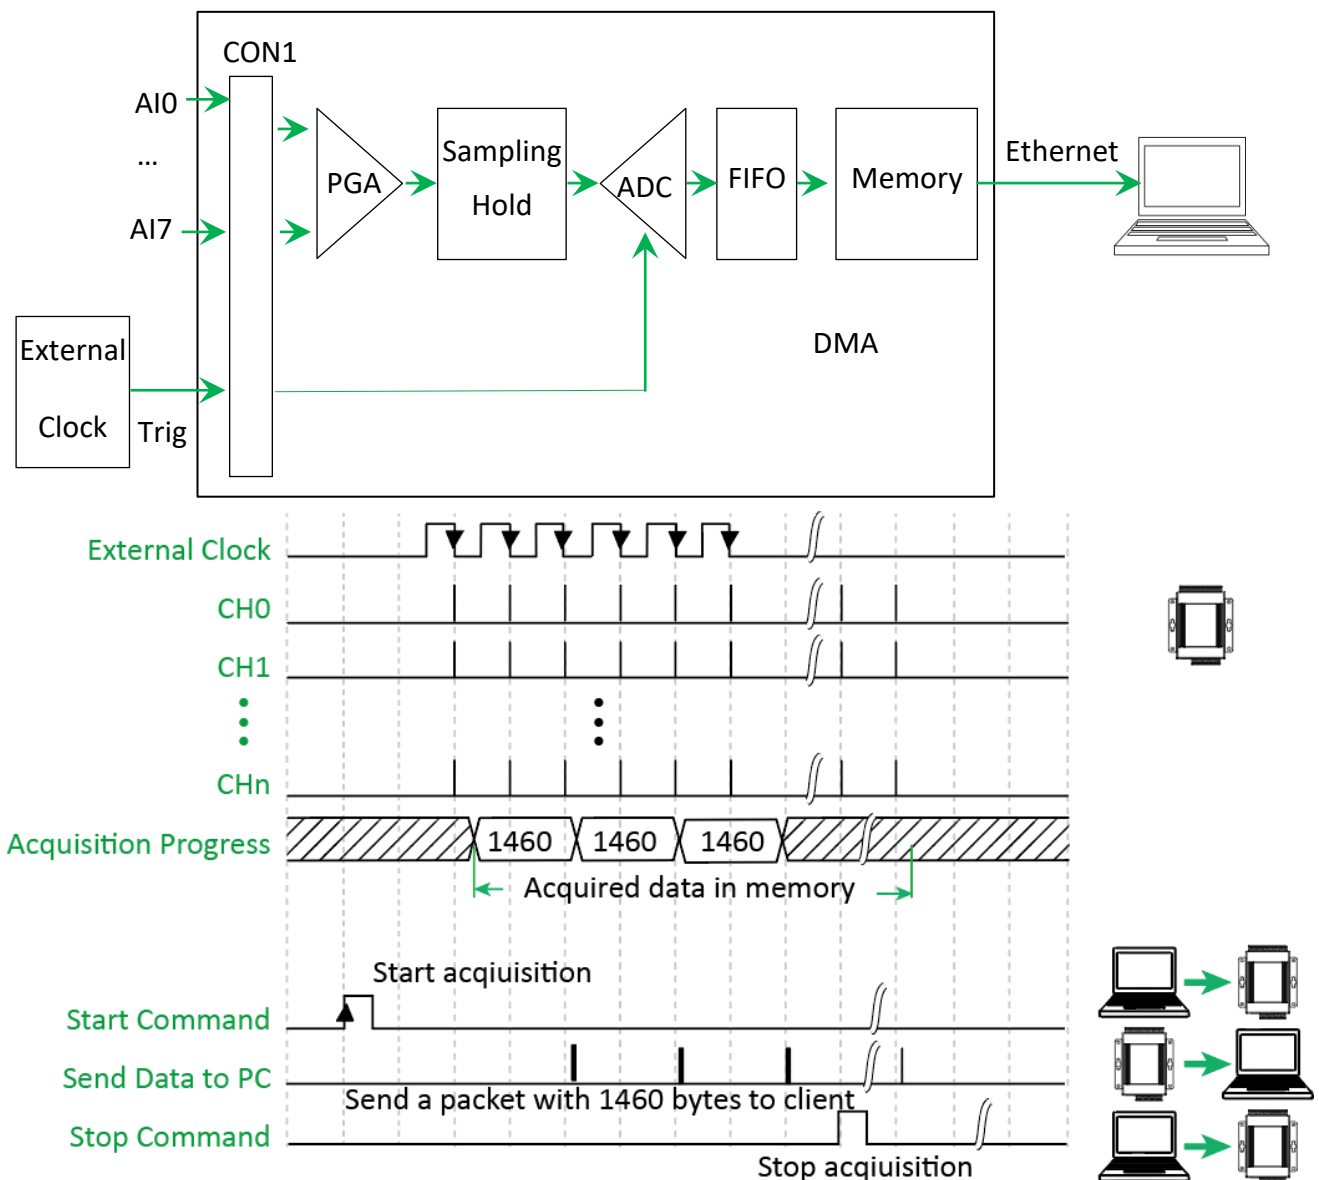 CON1
AI0
...
AI7
PGA
Sampling
Hold
ADC
FIFO
Memory
Ethernet
External
Clock
Trig
DMA
External Clock
CH0
CH1
CHn
Acquisition Progress
1460
1460
1460
Acquired data in memory
Start acqiuisition
Start Command
Send Data to PC
Send a packet with 1460 bytes to client
Stop Command
Stop acqiuisition